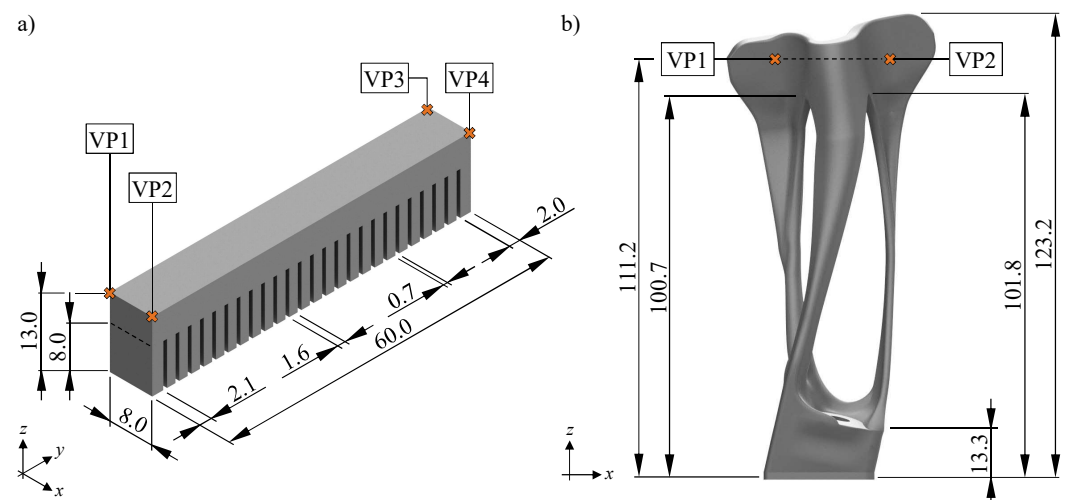 a)
VP1
VP2
VP3
VP4
13.0
8.0
8.0
2.1
1.6
60.0
0.7
2.0
z
y
x
b)
VP1
VP2
111.2
100.7
101.8
123.2
13.3
z
x